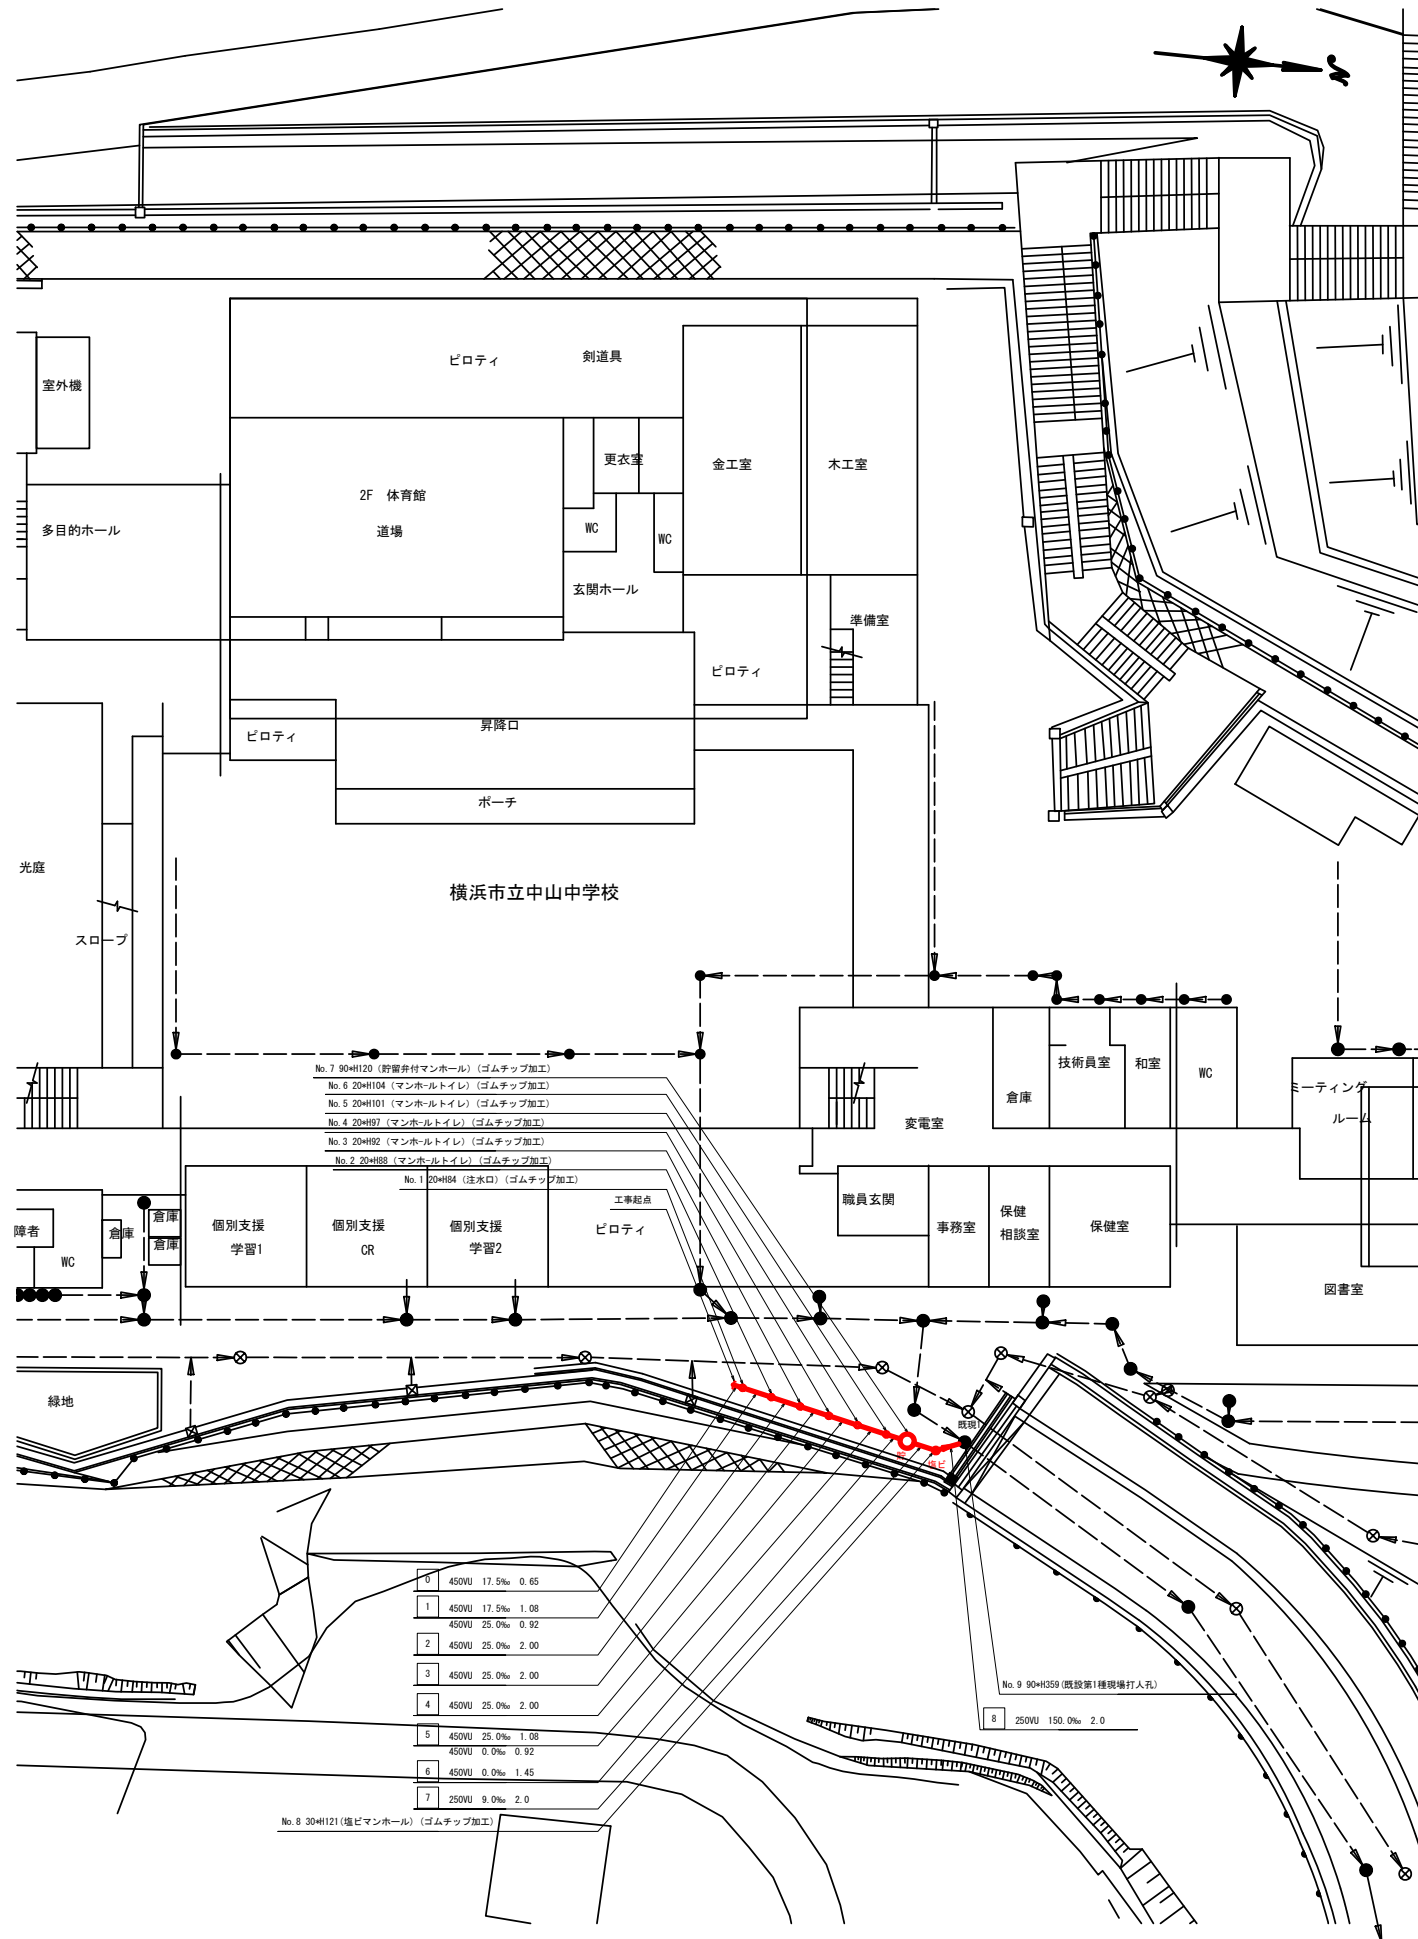 ピロティ
剣道具
室外機
更衣室
金工室
木工室
2F 体育館
道場
WC
WC
多目的ホール
玄関ホール
準備室
ピロティ
昇降口
ピロティ
ポーチ
光庭
横浜市立中山中学校
スロープ
技術員室
和室
WC
倉庫
ミーティング
ルーム
変電室
No.7 90*H120 (貯留弁付マンホール) (ゴムチップ加工)
No.6 20*H104 (マンホールトイレ) (ゴムチップ加工)
No.5 20*H101 (マンホールトイレ) (ゴムチップ加工)
No.4 20*H97 (マンホールトイレ) (ゴムチップ加工)
No.3 20*H92 (マンホールトイレ) (ゴムチップ加工)
No.2 20*H88 (マンホールトイレ) (ゴムチップ加工)
No.1 20*H84 (注水口) (ゴムチップ加工)
工事起点
職員玄関
事務室
保健
相談室
保健室
障者
WC
倉庫
倉庫
倉庫
個別支援
学習1
個別支援
CR
個別支援
学習2
ピロティ
図書室
緑地
既現1
貯
塩ビ
0 450VU 17.5‰ 0.65
1 450VU 17.5‰ 1.08
450VU 25.0‰ 0.92
2 450VU 25.0‰ 2.00
3 450VU 25.0‰ 2.00
4 450VU 25.0‰ 2.00
5 450VU 25.0‰ 1.08
450VU 0.0‰ 0.92
6 450VU 0.0‰ 1.45
7 250VU 9.0‰ 2.0
No.8 30*H121(塩ビマンホール) (ゴムチップ加工)
No.9 90*H359(既設第1種現場打人孔)
8 250VU 150.0‰ 2.0